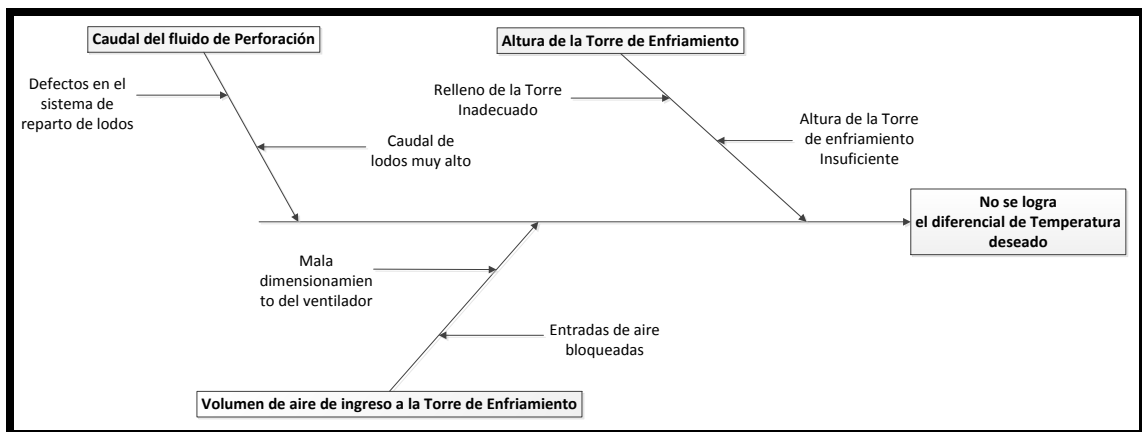 Caudal del fluido de Perforación
Altura de la Torre de Enfriamiento
Defectos en el
sistema de
reparto de lodos
Caudal de
lodos muy alto
Relleno de la Torre
Inadecuado
Altura de la Torre
de enfriamiento
Insuficiente
No se logra
el diferencial de Temperatura
deseado
Mala
dimensionamien
to del ventilador
Entradas de aire
bloqueadas
Volumen de aire de ingreso a la Torre de Enfriamiento